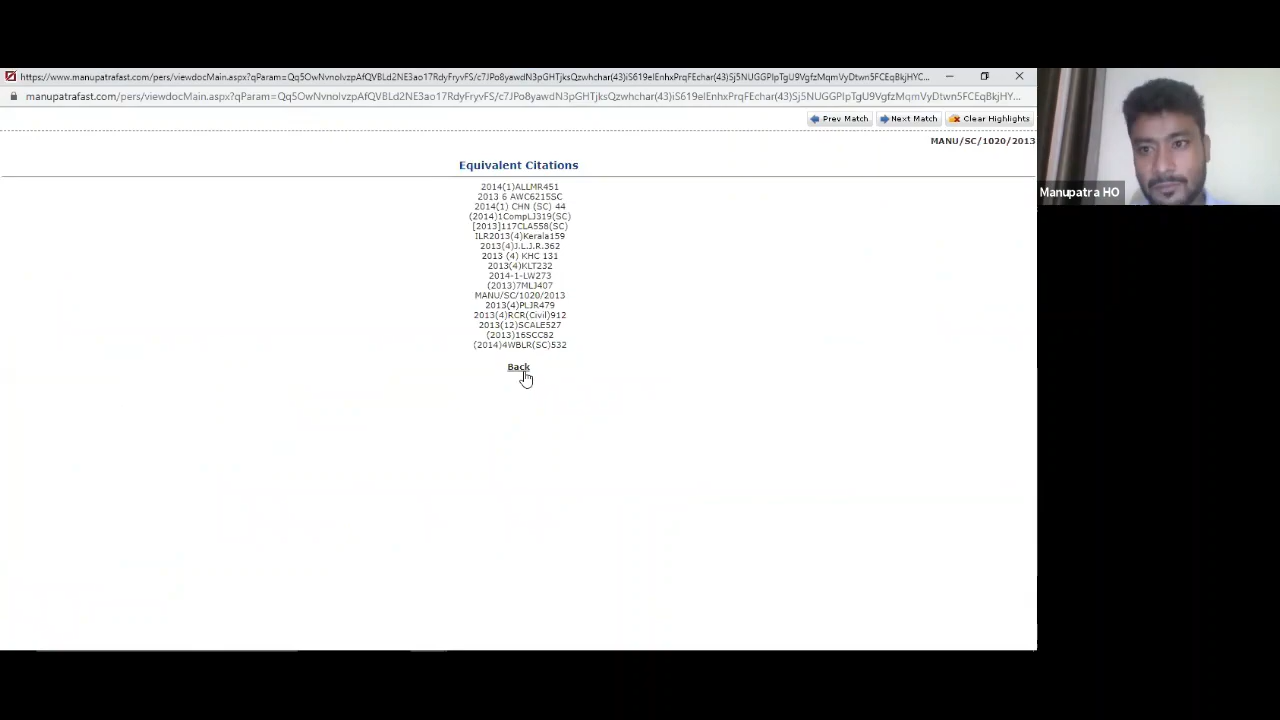 https://www.manupatrafast.com/pers/viewdocMain.aspx?qParam=Qq5OwNvnolvzpAfQVBLd2NE3ao17RdyFryvFS/c7JPo8yawdN3pGHTjksQzwhchar(43)iS619elEnhxPrqFEchar(43)Sj5NUGGPlpTgU9VgfzMqmVyDtwn5FCEqBkjHYC...
manupatrafast.com/pers/viewdocMain.aspx?qParam=Qq5OwNvnolvzpAfQVBLd2NE3ao17RdyFryvFS/c7JPo8yawdN3pGHTjksQzwhchar(43)iS619elEnhxPrqFEchar(43)Sj5NUGGPlpTgU9VgfzMqmVyDtwn5FCEqBkjHY...
Prev Match Next Match Clear Highlights
MANU/SC/1020/2013
Equivalent Citations
2014(1)ALLMR451
2013 6 AWC6215SC
2014(1) CHN (SC) 44
(2014)1CompLJ319(SC)
[2013]117CLA558(SC)
ILR2013(4)Kerala159
2013(4)J.L.J.R.362
2013 (4) KHC 131
2013(4)KLT232
2014-1-LW273
(2013)7MLJ407
MANU/SC/1020/2013
2013(4)PLJR479
2013(4)RCR(Civil)912
2013(12)SCALE527
(2013)16SCC82
(2014)4WBLR(SC)532
Back
Manupatra HO